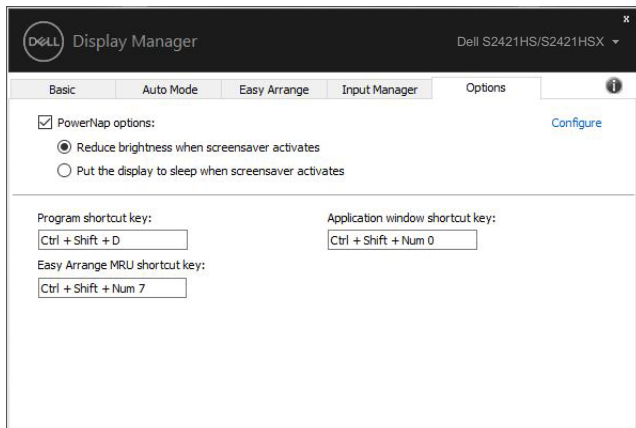 x
DELL Display Manager
Dell S2421HS/S2421HSX
Basic
Auto Mode
Easy Arrange
Input Manager
Options
PowerNap options:
Configure
Reduce brightness when screensaver activates
Put the display to sleep when screensaver activates
Program shortcut key:
Application window shortcut key:
Ctrl + Shift + D
Ctrl + Shift + Num 0
Easy Arrange MRU shortcut key:
Ctrl + Shift + Num 7